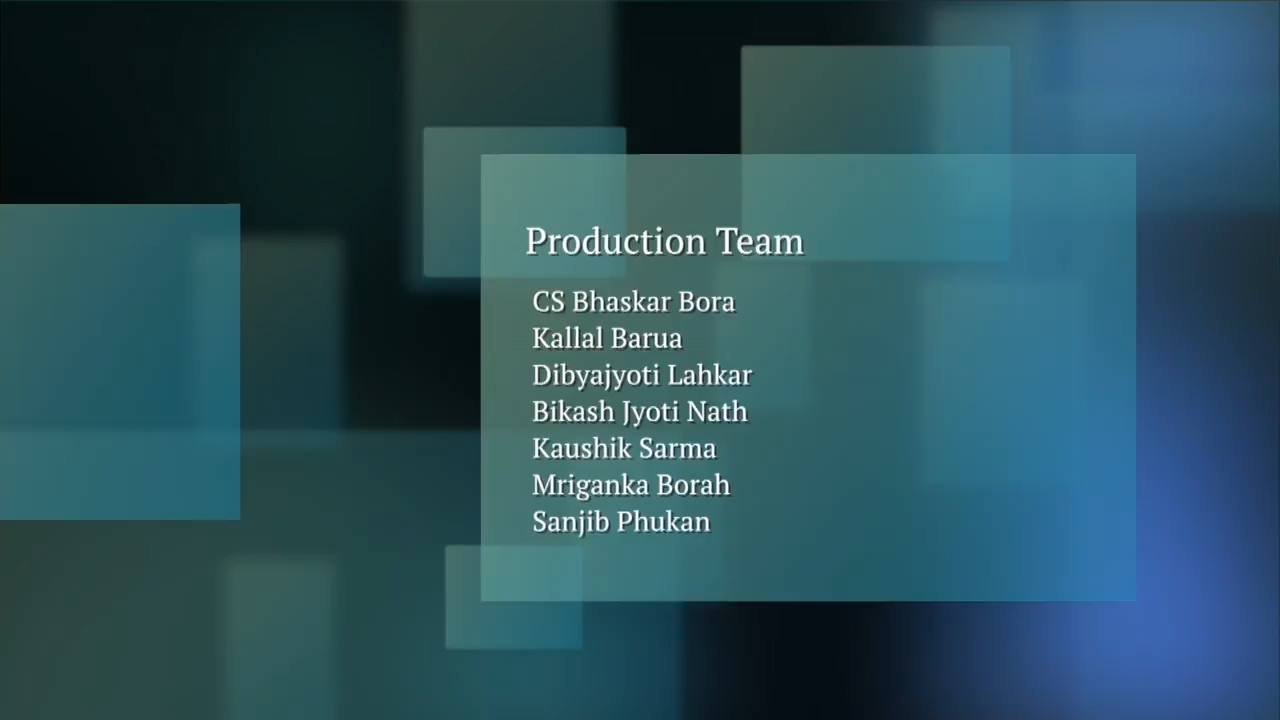 Production Team
CS Bhaskar Bora
Kallal Barua
Dibyajyoti Lahkar
Bikash Jyoti Nath
Kaushik Sarma
Mriganka Borah
Sanjib Phukan